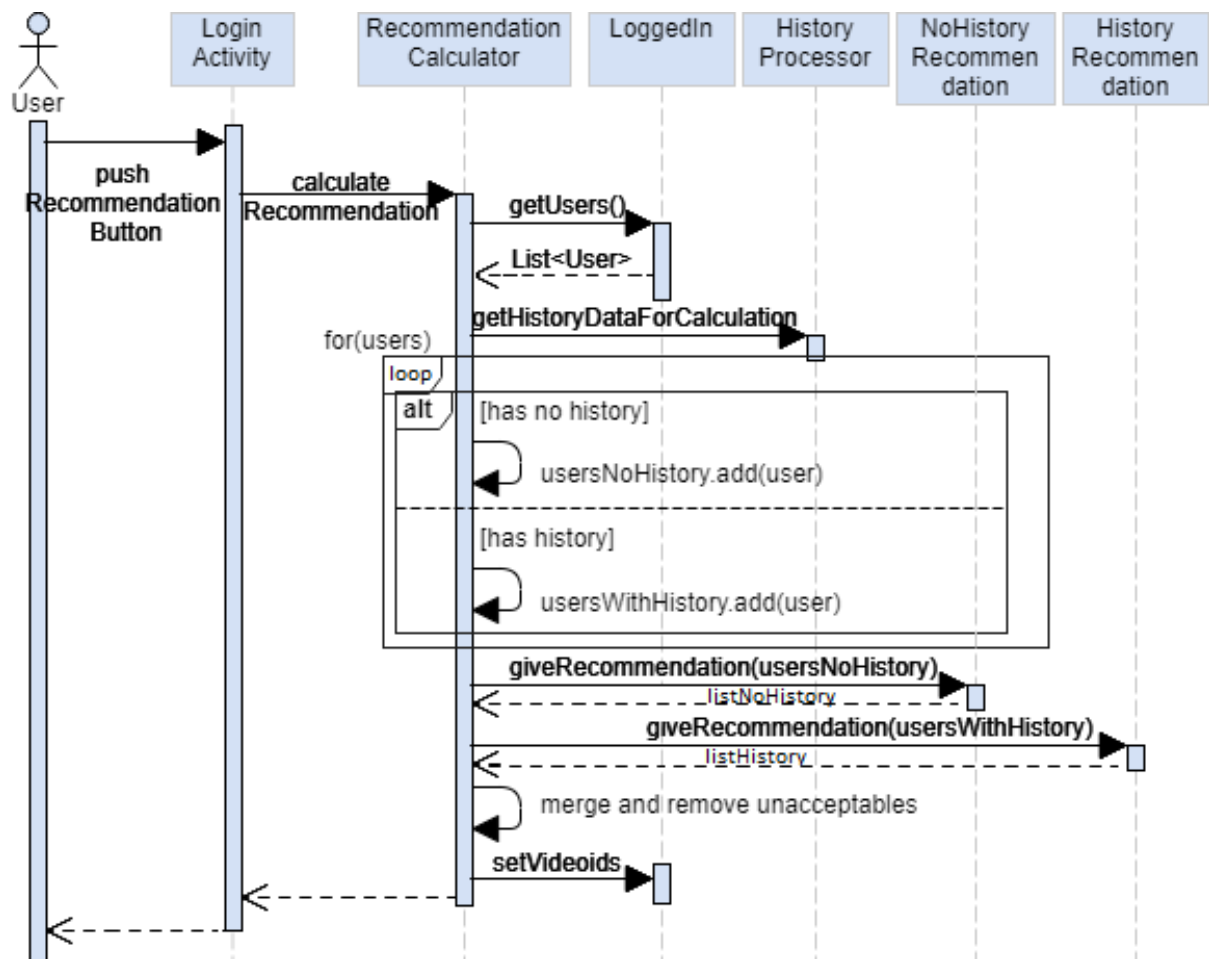 User
Login
Activity
Recommendation
Calculator
LoggedIn
History
Processor
NoHistory
Recommen
dation
History
Recommen
dation
push
Recommendation
Button
calculate
Recommendation
getUsers()
List<User>
getHistoryDataForCalculation
for(users)
loop
alt
[has no history]
usersNoHistory.add(user)
[has history]
usersWithHistory.add(user)
giveRecommendation(usersNoHistory)
listNoHistory
giveRecommendation(usersWithHistory)
listHistory
merge and remove unacceptables
setVideoids